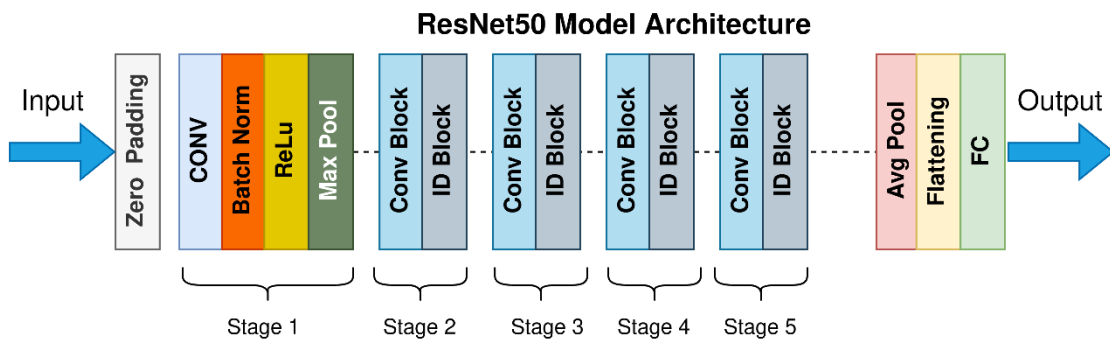 ResNet50 Model Architecture
Input
Zero Padding
CONV
Batch Norm
ReLu
Max Pool
Conv Block
ID Block
Conv Block
ID Block
Conv Block
ID Block
Conv Block
ID Block
Avg Pool
Flattening
FC
Output
Stage 1
Stage 2
Stage 3
Stage 4
Stage 5